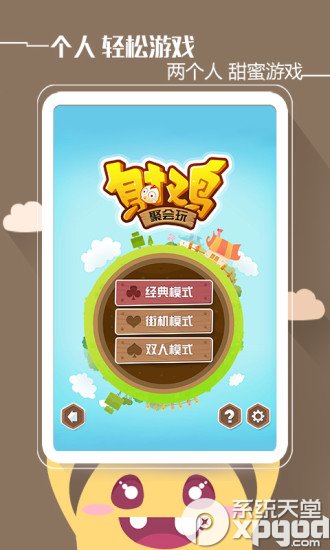 一个人 轻松游戏
两个人 甜蜜游戏
射鸡
聚会玩
经典模式
街机模式
双人模式
?
系统天堂
xpgod
.com